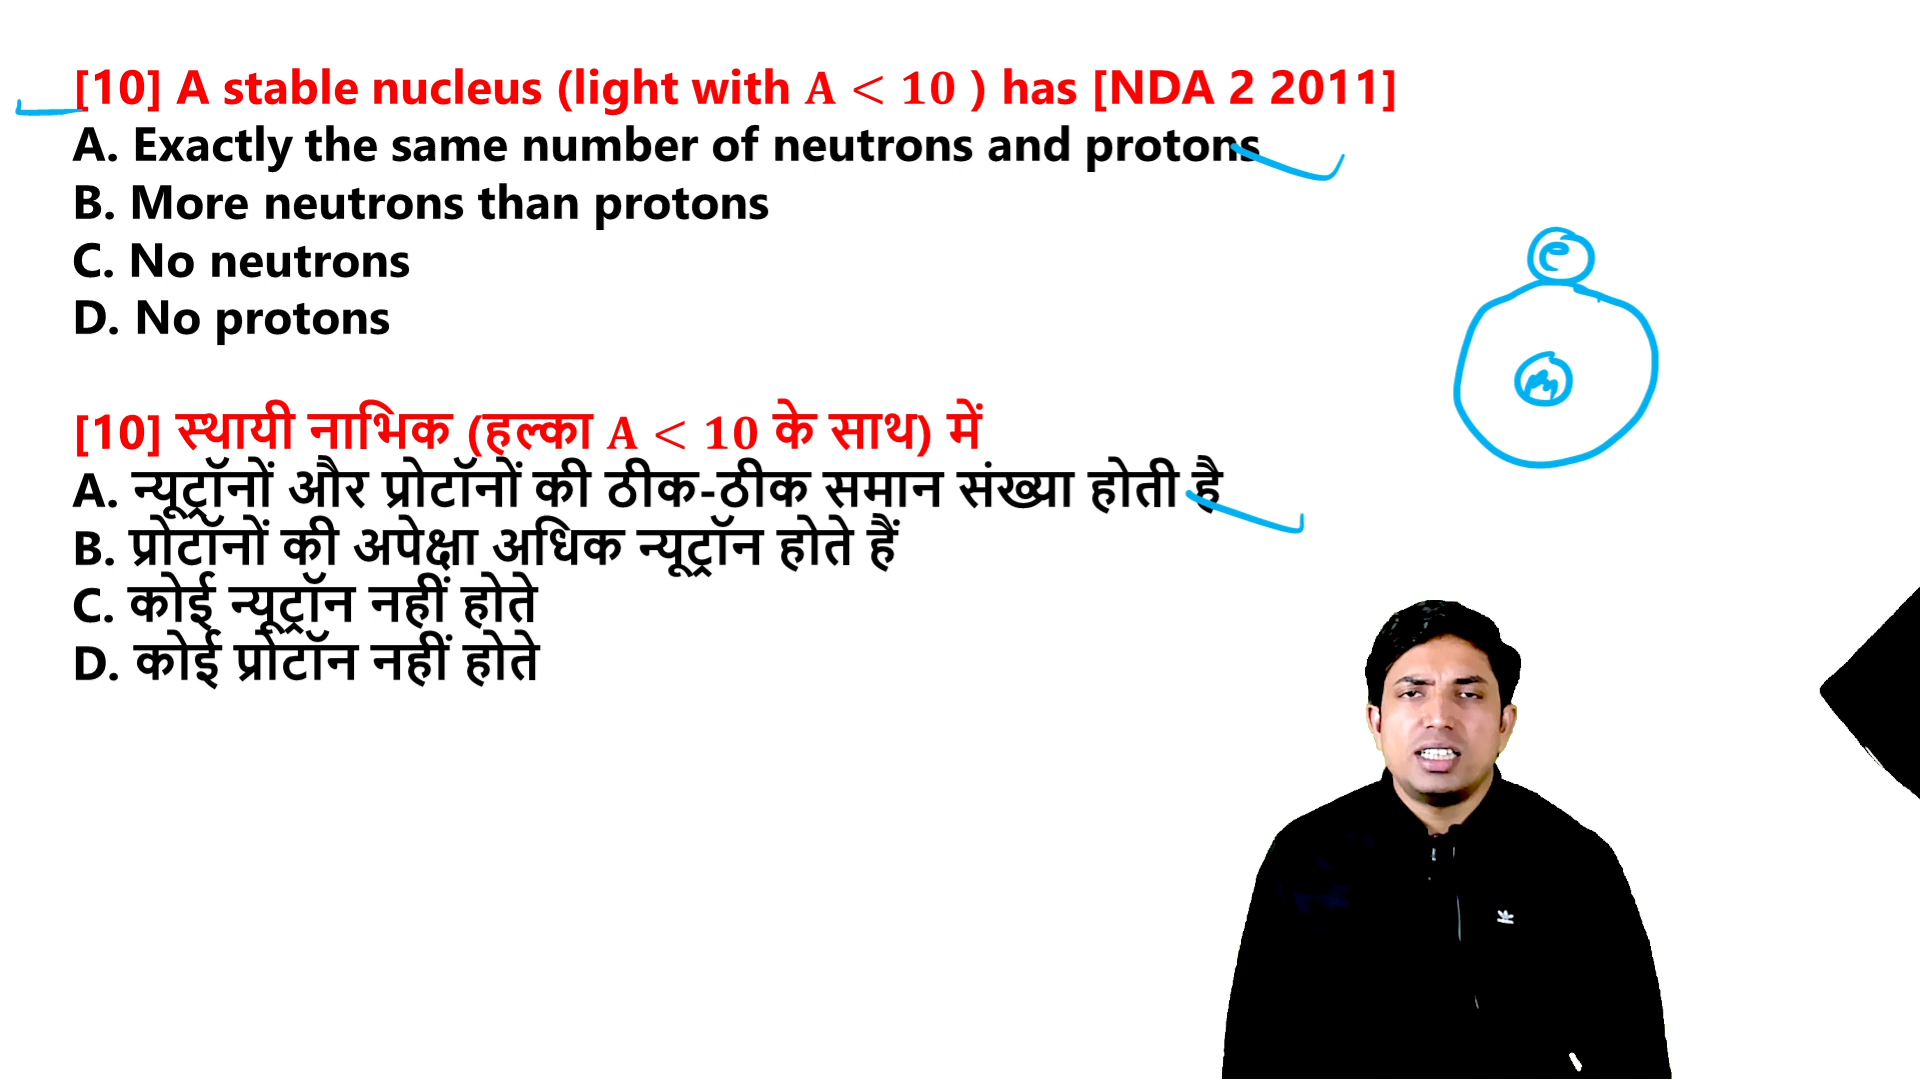 [10] A stable nucleus (light with A < 10 ) has [NDA 2 2011]
A. Exactly the same number of neutrons and protons
B. More neutrons than protons
C. No neutrons
D. No protons
e
[10] स्थायी नाभिक (हल्का A < 10 के साथ) में
A. न्यूट्रॉनों और प्रोटॉनों की ठीक-ठीक समान संख्या होती है
B. प्रोटॉनों की अपेक्षा अधिक न्यूट्रॉन होते हैं
C. कोई न्यूट्रॉन नहीं होते
D. कोई प्रोटॉन नहीं होते